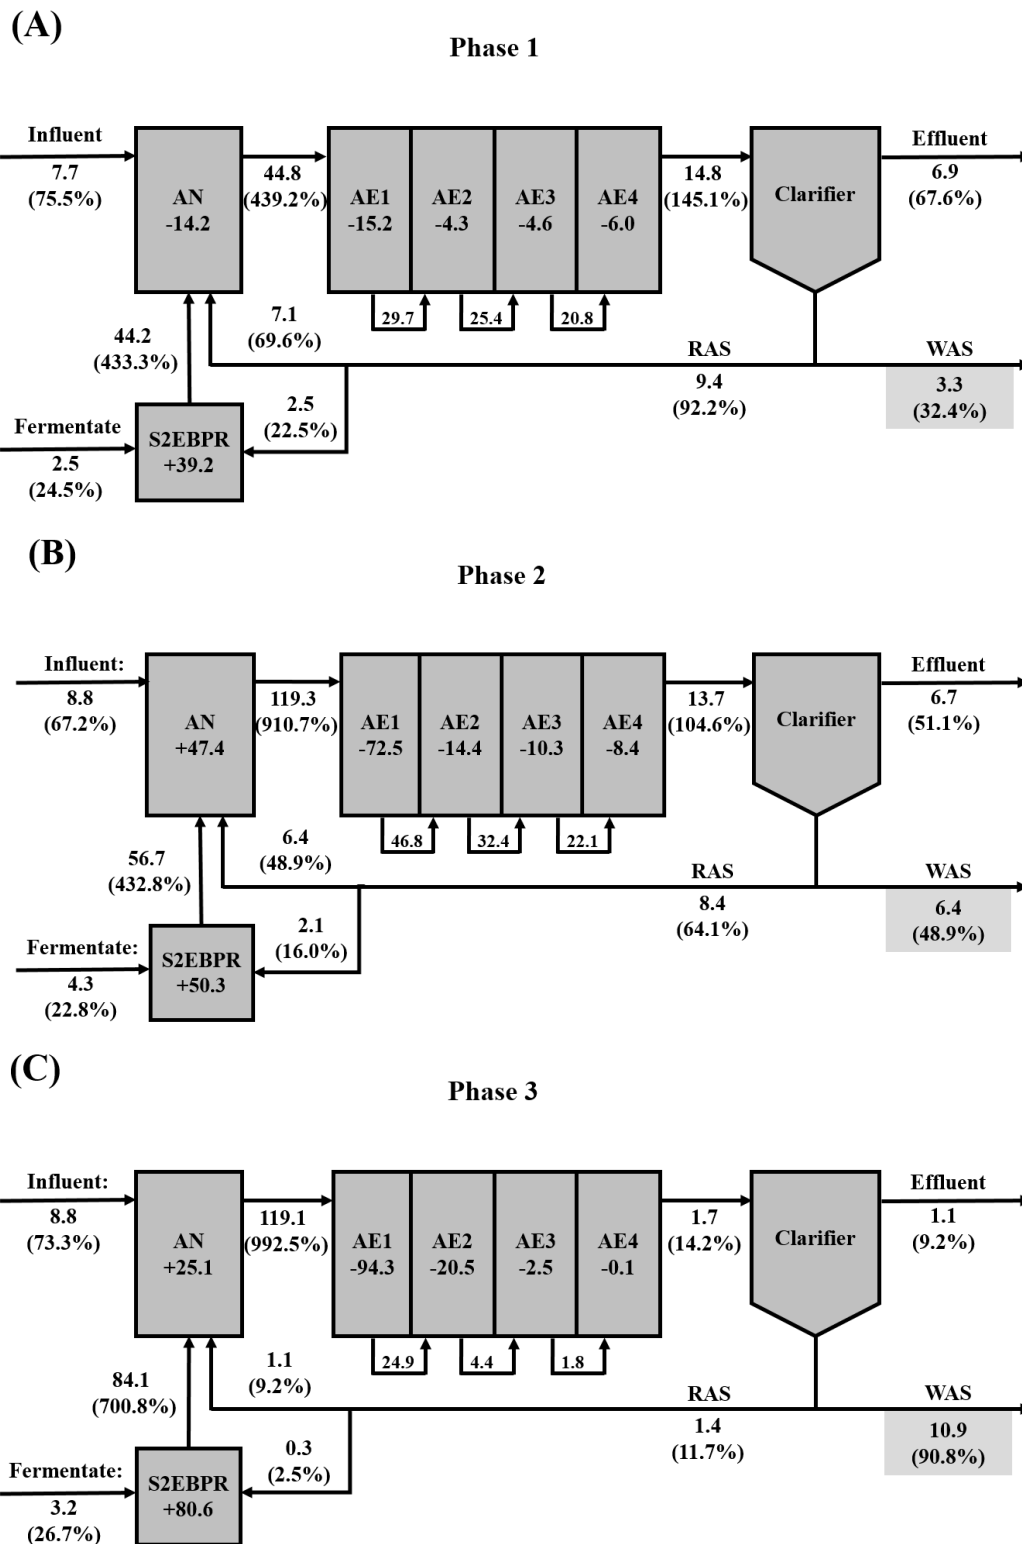 (A)
Phase 1
Influent
7.7
(75.5%)
AN
-14.2
44.8
(439.2%)
AE1
-15.2
AE2
-4.3
AE3
-4.6
AE4
-6.0
14.8
(145.1%)
Clarifier
Effluent
6.9
(67.6%)
29.7
25.4
20.8
7.1
(69.6%)
44.2
(433.3%)
RAS
9.4
(92.2%)
WAS
3.3
(32.4%)
2.5
(22.5%)
Fermentate
2.5
(24.5%)
S2EBPR
+39.2
(B)
Phase 2
Influent:
8.8
(67.2%)
AN
+47.4
119.3
(910.7%)
AE1
-72.5
AE2
-14.4
AE3
-10.3
AE4
-8.4
13.7
(104.6%)
Clarifier
Effluent
6.7
(51.1%)
46.8
32.4
22.1
6.4
(48.9%)
56.7
(432.8%)
RAS
8.4
(64.1%)
WAS
6.4
(48.9%)
2.1
(16.0%)
Fermentate:
4.3
(22.8%)
S2EBPR
+50.3
(C)
Phase 3
Influent:
8.8
(73.3%)
AN
+25.1
119.1
(992.5%)
AE1
-94.3
AE2
-20.5
AE3
-2.5
AE4
-0.1
1.7
(14.2%)
Clarifier
Effluent
1.1
(9.2%)
24.9
4.4
1.8
1.1
(9.2%)
84.1
(700.8%)
RAS
1.4
(11.7%)
WAS
10.9
(90.8%)
0.3
(2.5%)
Fermentate:
3.2
(26.7%)
S2EBPR
+80.6